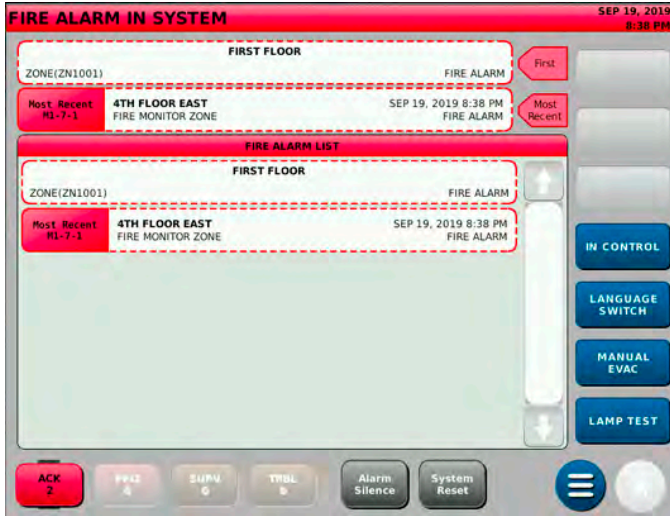 FIRE ALARM IN SYSTEM
SEP 19, 2019
8:38 PM
FIRST FLOOR
ZONE(ZN1001)
FIRE ALARM
First
Most Recent
M1-7-1
4TH FLOOR EAST
FIRE MONITOR ZONE
SEP 19, 2019 8:38 PM
FIRE ALARM
Most
Recent
FIRE ALARM LIST
FIRST FLOOR
ZONE(ZN1001)
FIRE ALARM
Most Recent
M1-7-1
4TH FLOOR EAST
FIRE MONITOR ZONE
SEP 19, 2019 8:38 PM
FIRE ALARM
IN CONTROL
LANGUAGE
SWITCH
MANUAL
EVAC
LAMP TEST
ACK
2
SUPV
TRBL
Alarm
Silence
System
Reset